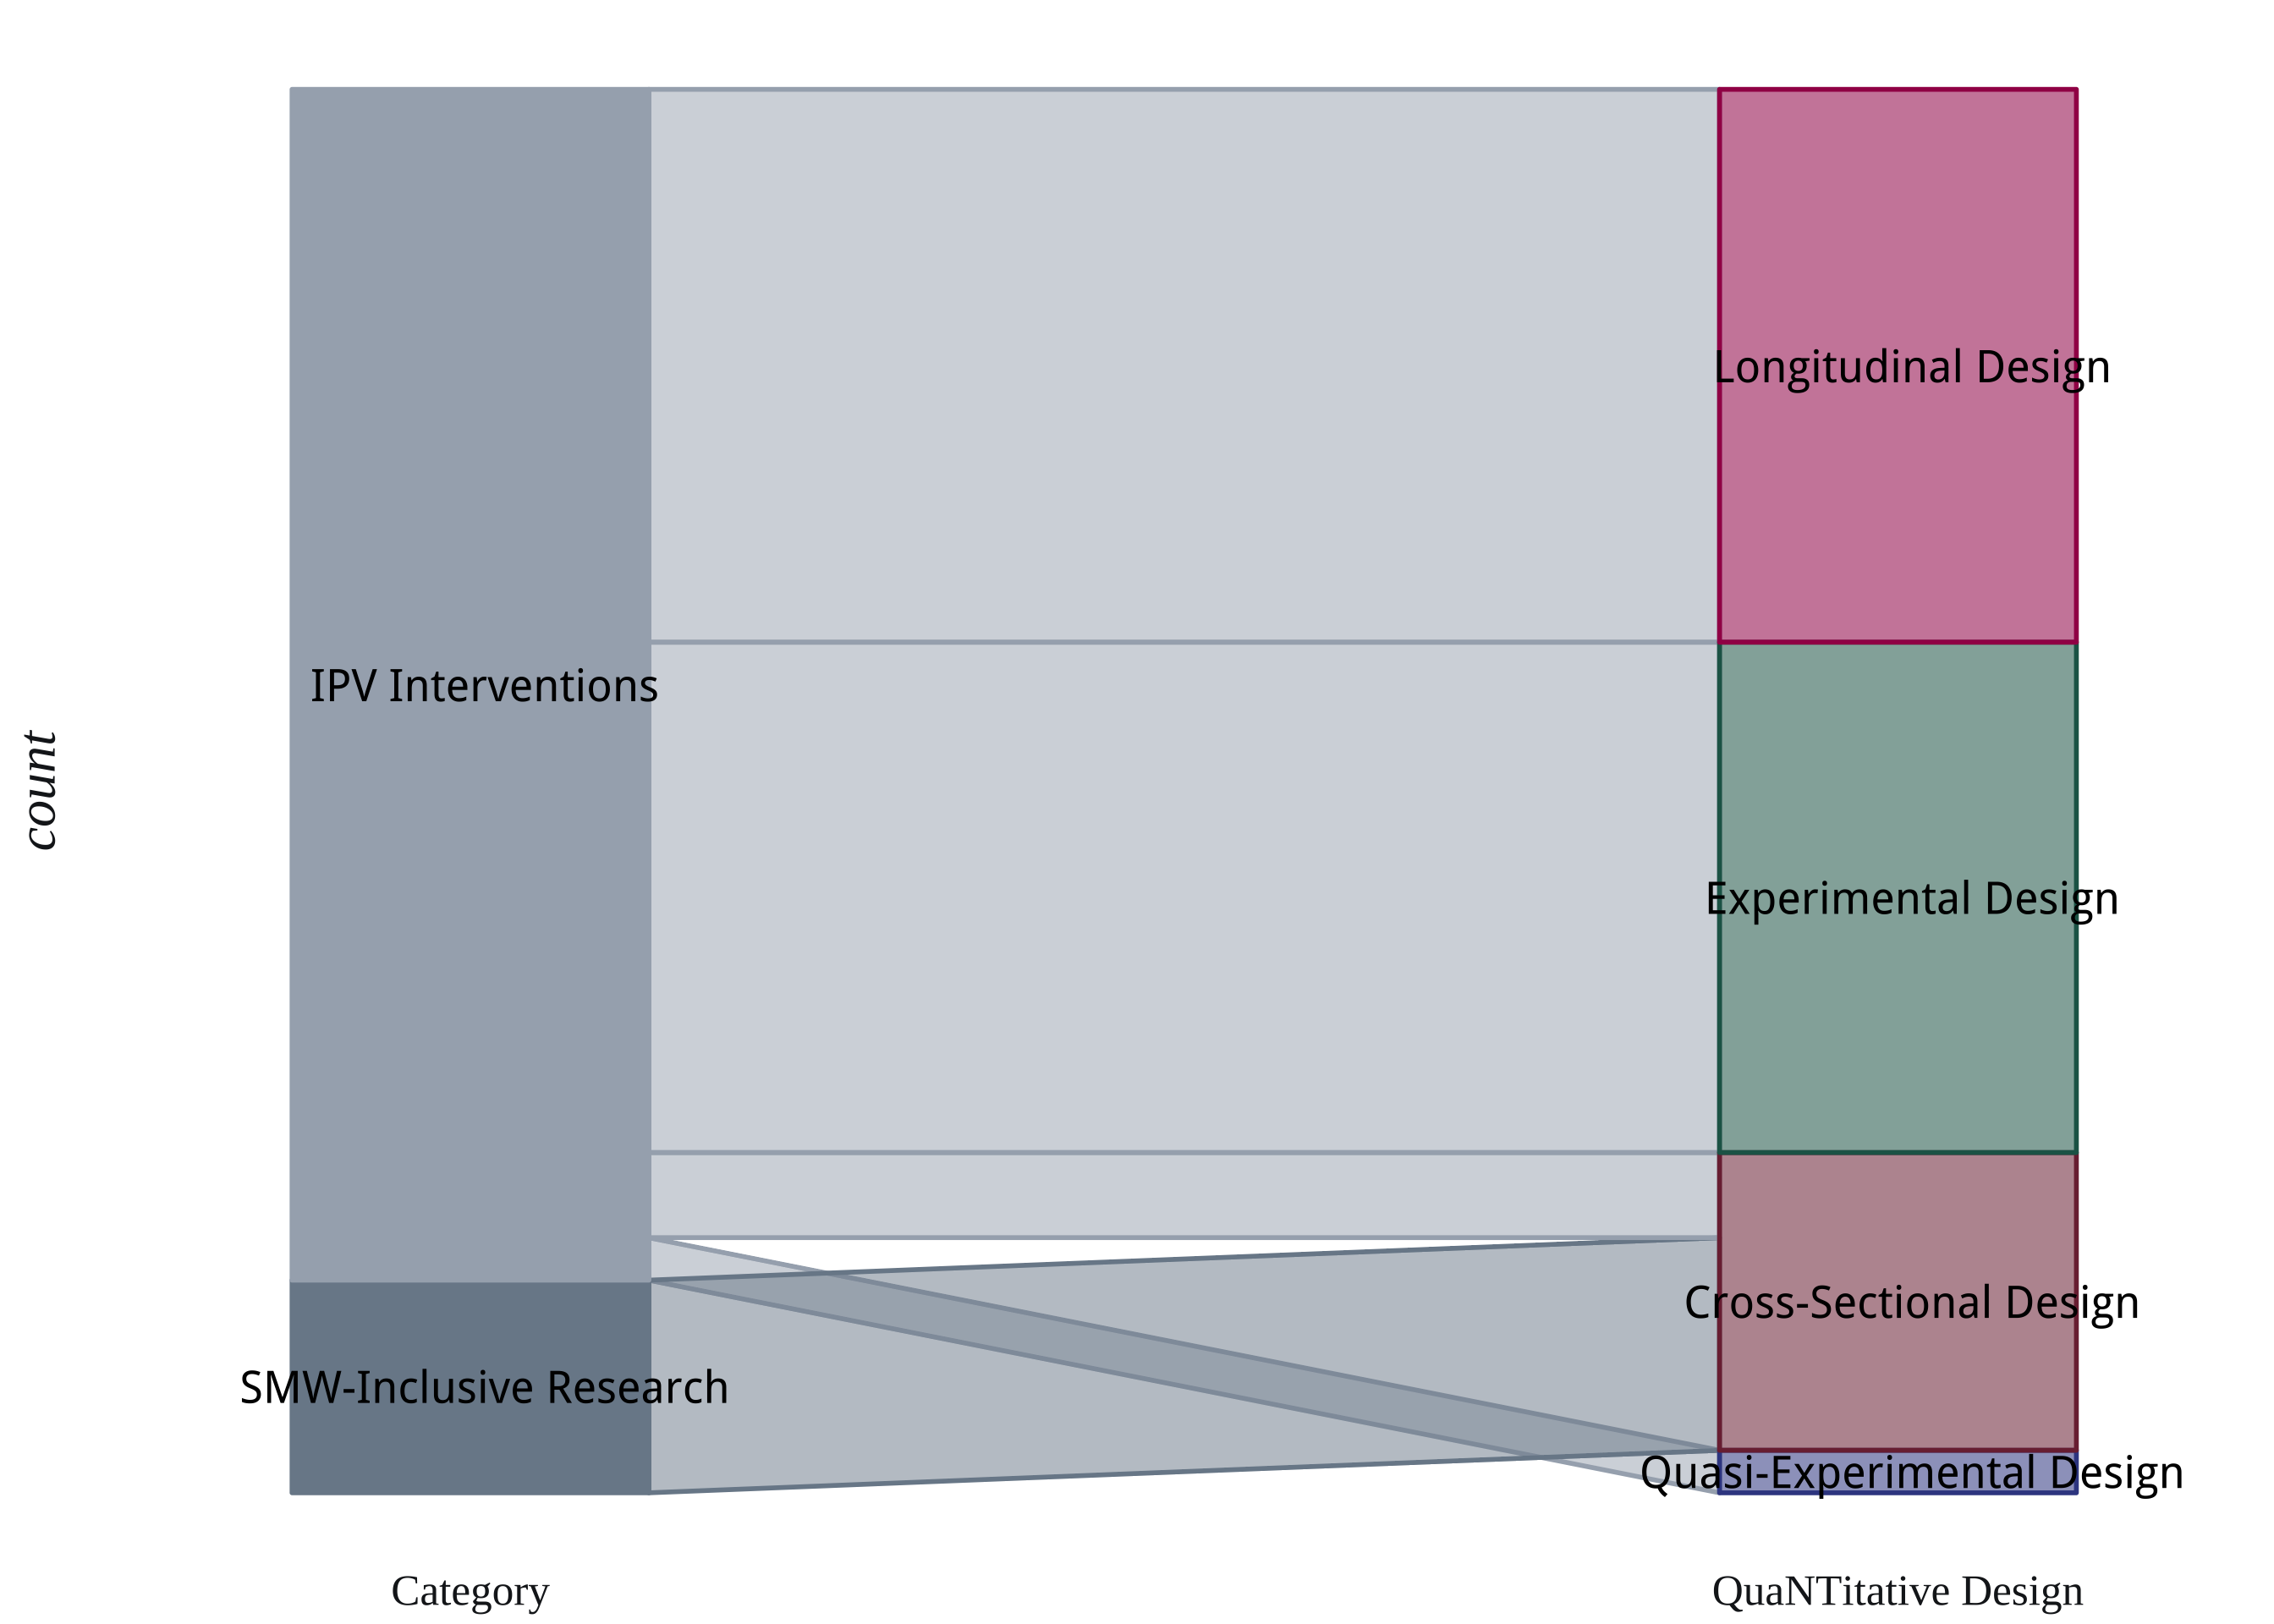 Longitudinal Design
IPV Interventions
count
Experimental Design
Cross-Sectional Design
SMW-Inclusive Research
Quasi-Experimental Design
Category
QuaNTitative Design